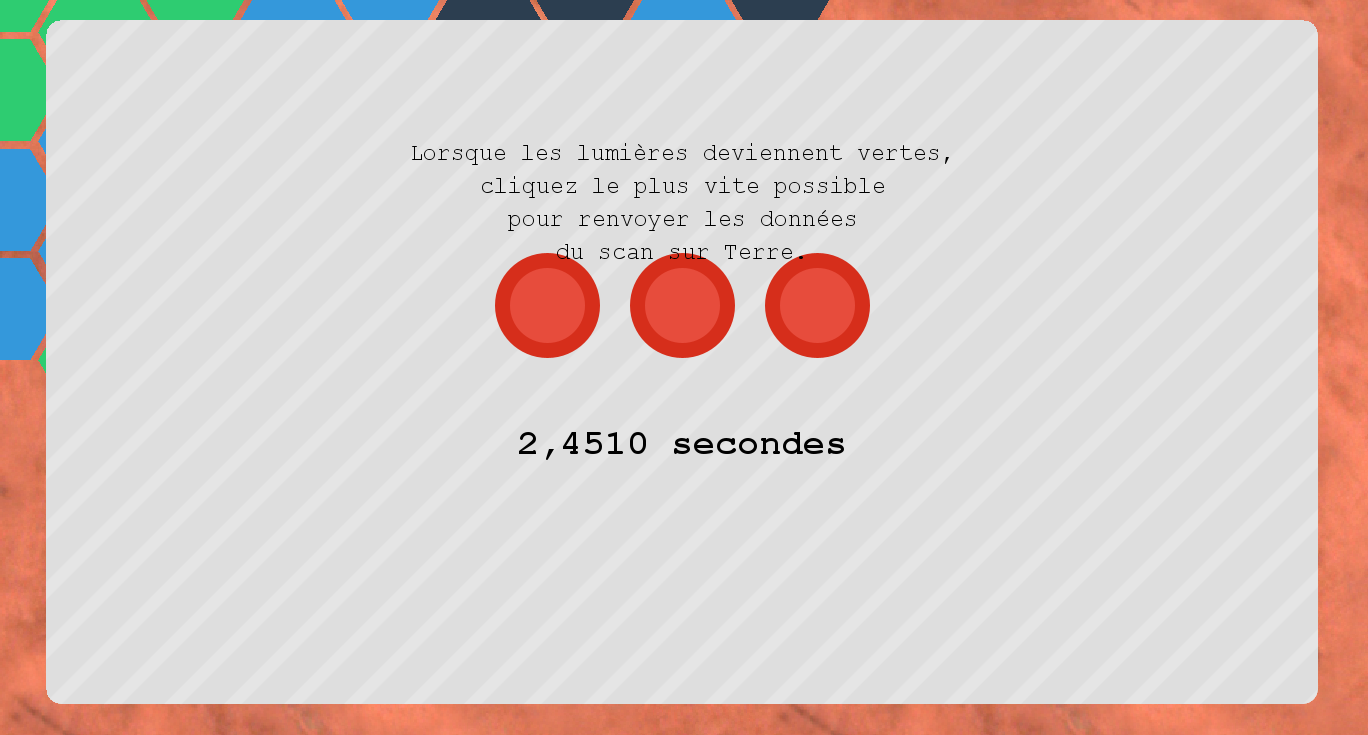 Lorsque les lumières deviennent vertes,
cliquez le plus vite possible
pour renvoyer les données
du scan sur Terre.
2,4510 secondes